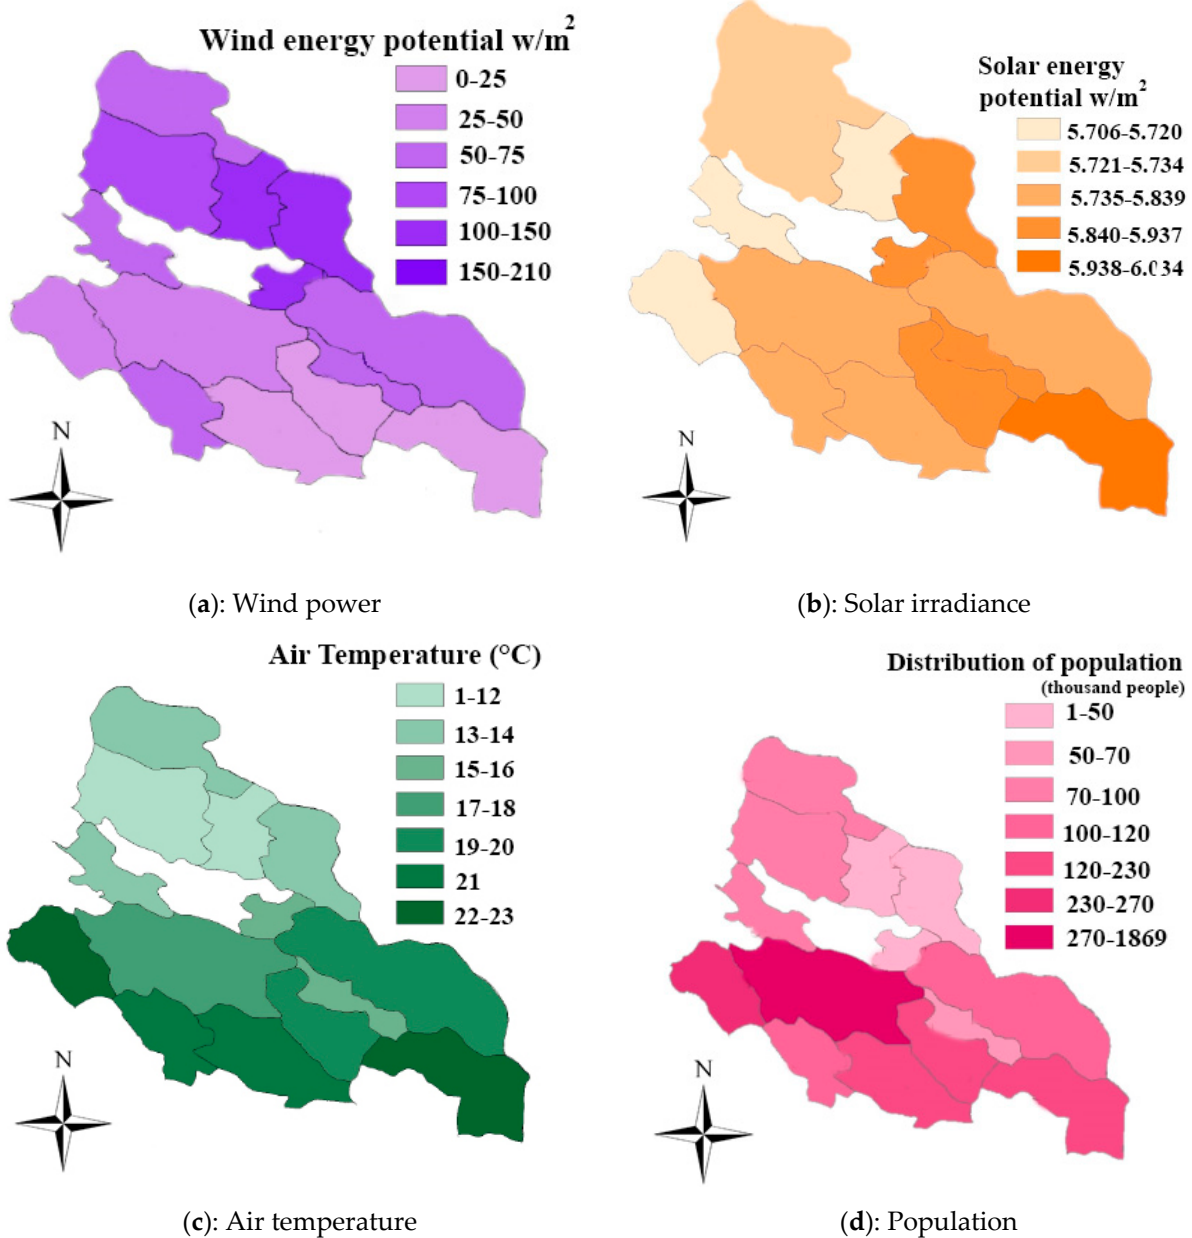 Wind energy potential w/m2
0-25
25-50
50-75
75-100
100-150
150-210
N
(a): Wind power
Solar energy
potential w/m2
5.706-5.720
5.721-5.734
5.735-5.839
5.840-5.937
5.938-6.034
N
(b): Solar irradiance
Air Temperature (°C)
1-12
13-14
15-16
17-18
19-20
21
22-23
N
(c): Air temperature
Distribution of population
(thousand people)
1-50
50-70
70-100
100-120
120-230
230-270
270-1869
N
(d): Population